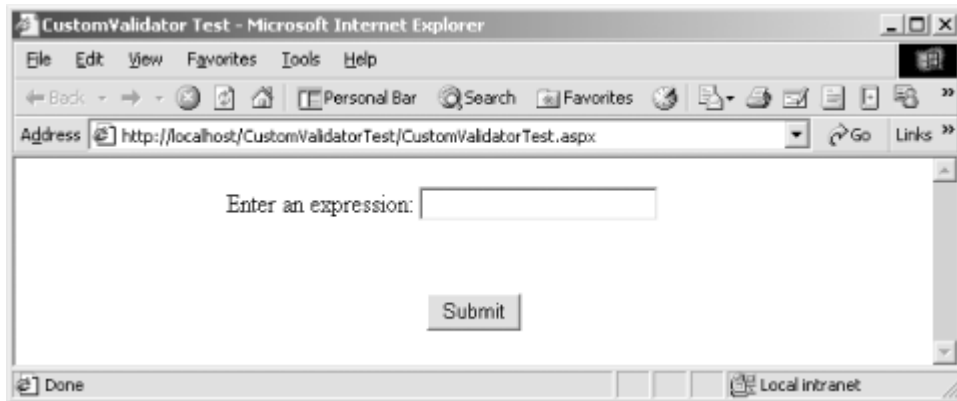 CustomValidator Test - Microsoft Internet Explorer
File Edit View Favorites Tools Help
Back Personal Bar Search Favorites »
Address http://localhost/CustomValidatorTest/CustomValidatorTest.aspx Go Links »
Enter an expression:
Submit
Done Local intranet